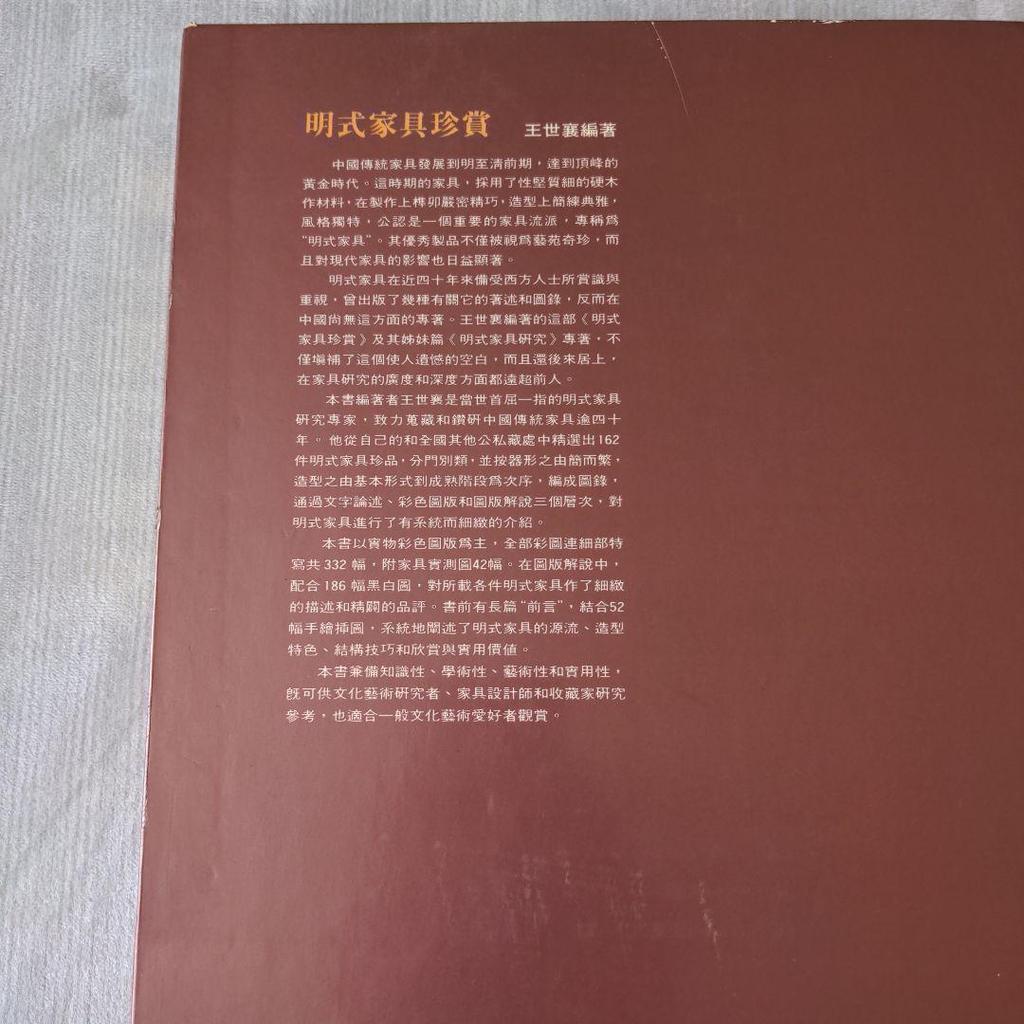 明式家具珍賞 王世襄編著
中國傳統家具發展到明至清前期，達到頂峰的
黃金時代。這時期的家具，採用了性堅質細的硬木
作材料，在製作上榫卯嚴密精巧，造型上簡練典雅，
風格獨特，公認是一個重要的家具流派，專稱爲
“明式家具”。其優秀製品不僅被視爲藝苑奇珍，而
且對現代家具的影響也日益顯著。
明式家具在近四十年來備受西方人士所賞識與
重視，曾出版了幾種有關它的著述和圖錄，反而在
中國尚無這方面的專著。王世襄編著的這部《明式
家具珍賞》及其姊妹篇《明式家具研究》專著，不
僅塡補了這個使人遺憾的空白，而且還後來居上，
在家具研究的廣度和深度方面都遠超前人。
本書編著者王世襄是當世首屈一指的明式家具
研究專家，致力蒐藏和鑽研中國傳統家具逾四十
年。他從自己的和全國其他公私藏處中精選出162
件明式家具珍品，分門別類，並按器形之由簡而繁，
造型之由基本形式到成熟階段爲次序，編成圖錄，
通過文字論述、彩色圖版和圖版解說三個層次，對
明式家具進行了有系統而細緻的介紹。
本書以實物彩色圖版爲主，全部彩圖連細部特
寫共332幅，附家具實測圖42幅。在圖版解說中，
配合186幅黑白圖，對所載各件明式家具作了細緻
的描述和精闢的品評。書前有長篇“前言”，結合52
幅手繪揷圖，系統地闡述了明式家具的源流、造型
特色、結構技巧和欣賞與實用價値。
本書兼備知識性、學術性、藝術性和實用性，
旣可供文化藝術研究者、家具設計師和收藏家研究
參考，也適合一般文化藝術愛好者觀賞。